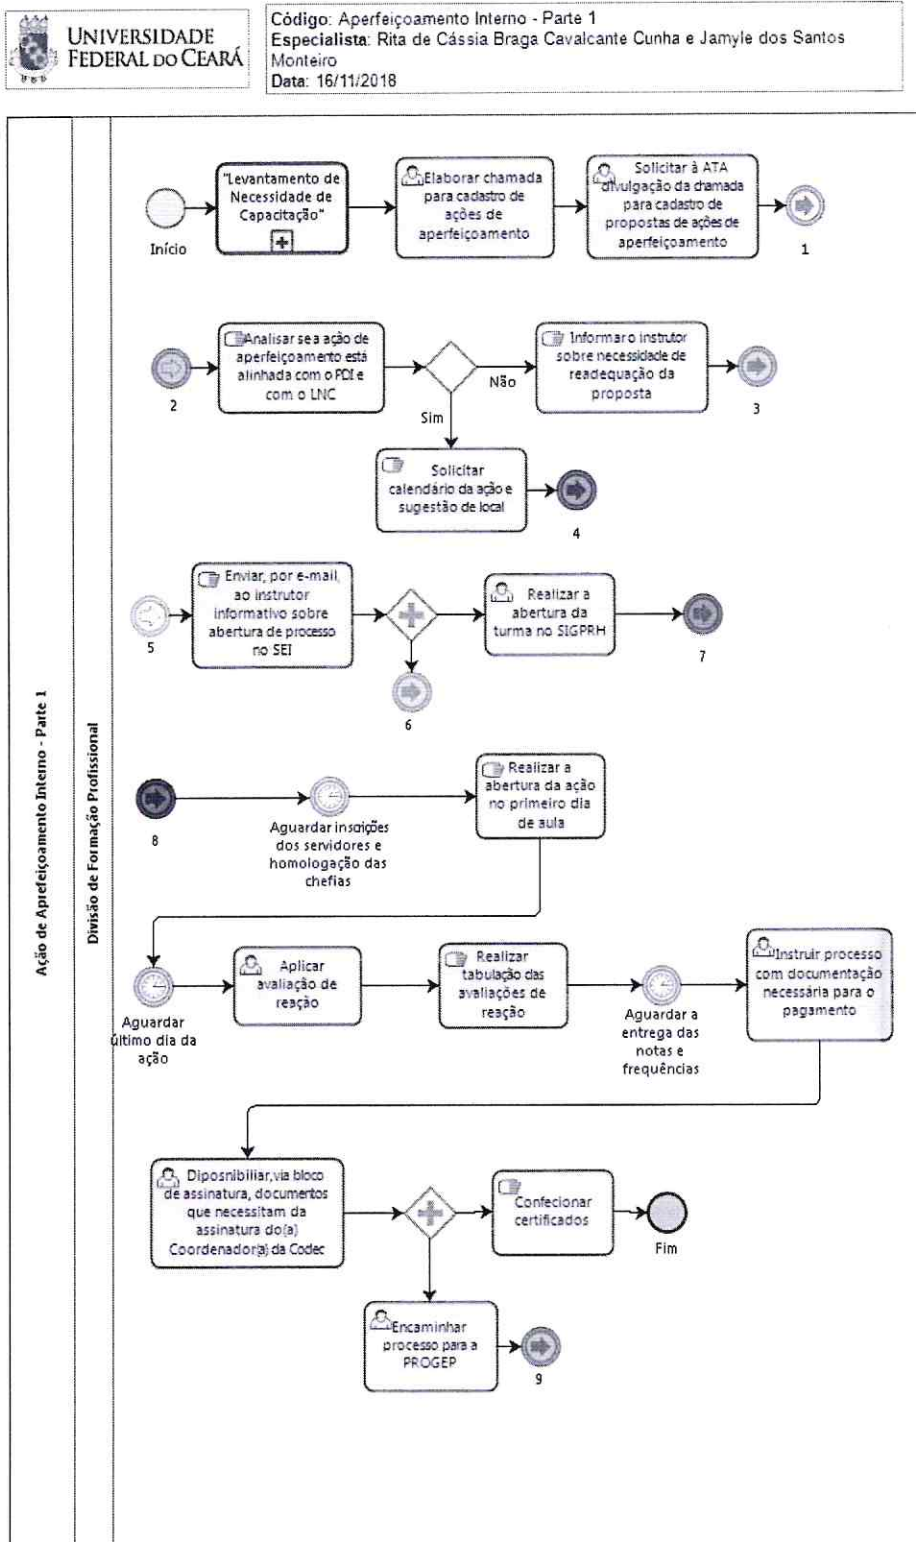 UNIVERSIDADE
FEDERAL DO CEARÁ
Código: Aperfeiçoamento Interno - Parte 1
Especialista: Rita de Cássia Braga Cavalcante Cunha e Jamyle dos Santos
Monteiro
Data: 16/11/2018
Ação de Aprefeiçoamento Interno - Parte 1
Divisão de Formação Profissional
Início
"Levantamento de
Necessidade de
Capacitação"
Elaborar chamada
para cadastro de
ações de
aperfeiçoamento
Solicitar à ATA
divulgação da chamada
para cadastro de
propostas de ações de
aperfeiçoamento
1
2
Analisar se a ação de
aperfeiçoamento está
alinhada com o PDI e
com o LNC
Não
Sim
Informar o instrutor
sobre necessidade de
readequação da
proposta
3
Solicitar
calendário da ação e
sugestão de local
4
5
Enviar, por e-mail,
ao instrutor
informativo sobre
abertura de processo
no SEI
6
Realizar a
abertura da
turma no SIGPRH
7
8
Aguardar inscrições
dos servidores e
homologação das
chefias
Realizar a
abertura da ação
no primeiro dia
de aula
Aguardar
último dia da
ação
Aplicar
avaliação de
reação
Realizar
tabulação das
avaliações de
reação
Aguardar a
entrega das
notas e
frequências
Instruir processo
com documentação
necessária para o
pagamento
Diposnibiliar, via bloco
de assinatura, documentos
que necessitam da
assinatura do(a)
Coordenador(a) da Codec
Confecionar
certificados
Fim
Encaminhar
processo para a
PROGEP
9